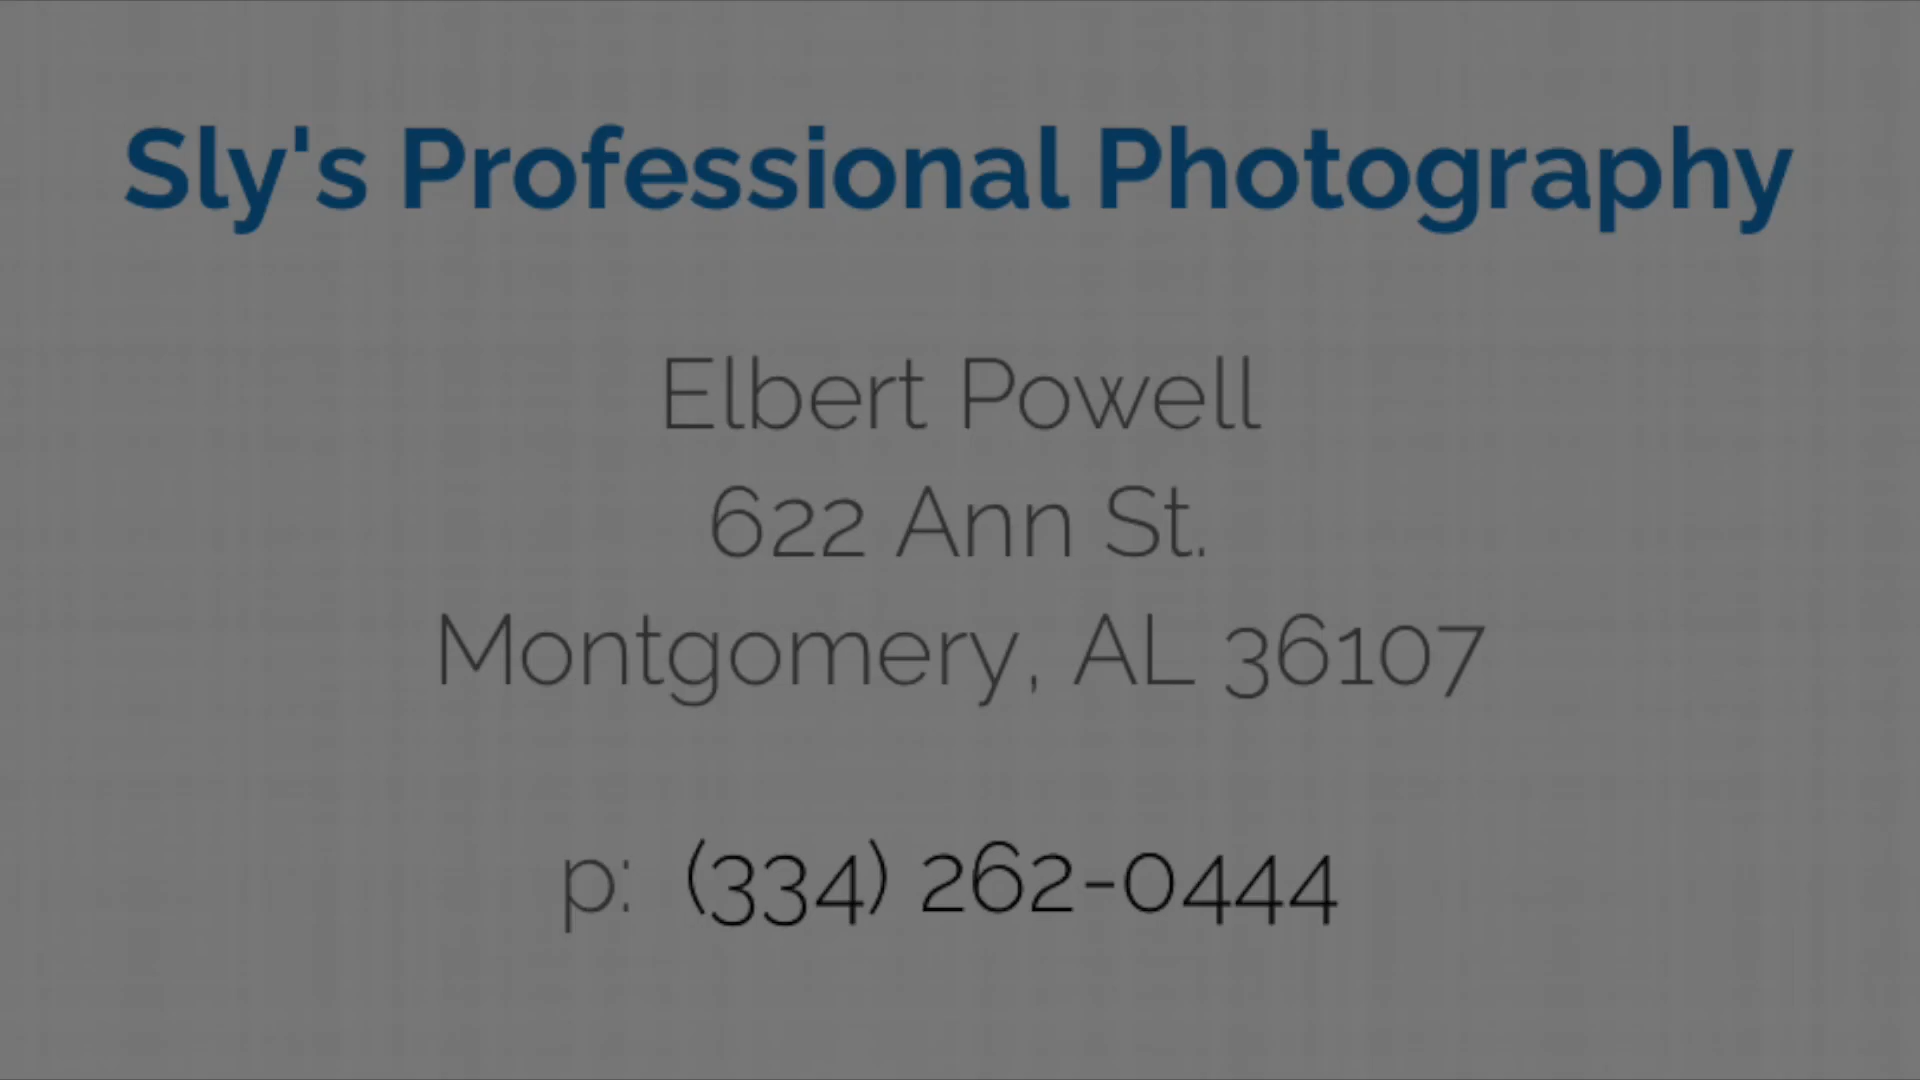 Sly's Professional Photography
Elbert Powell
622 Ann St.
Montgomery, AL 36107
p: (334) 262-0444